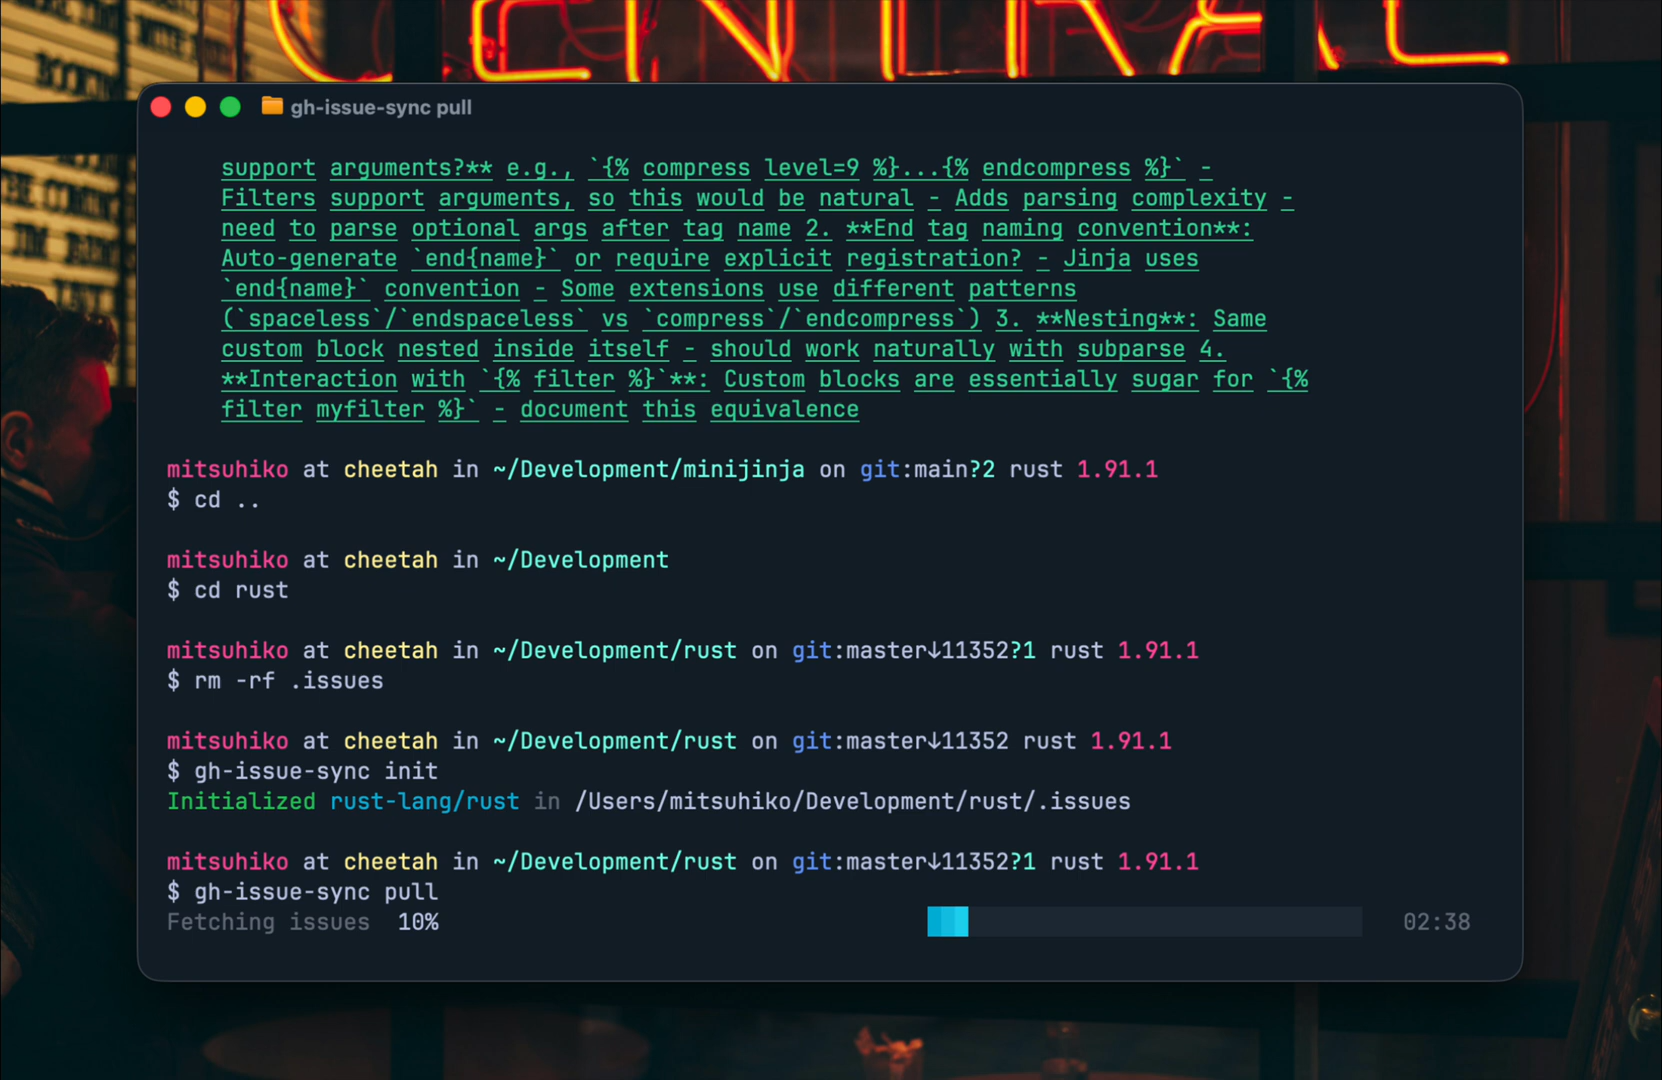 CENTRAL
gh-issue-sync pull
support arguments?** e.g., `{% compress level=9 %}...{% endcompress %}` -
Filters support arguments, so this would be natural - Adds parsing complexity -
need to parse optional args after tag name 2. **End tag naming convention**:
Auto-generate `end{name}` or require explicit registration? - Jinja uses
`end{name}` convention - Some extensions use different patterns
(`spaceless`/`endspaceless` vs `compress`/`endcompress`) 3. **Nesting**: Same
custom block nested inside itself - should work naturally with subparse 4.
**Interaction with `{% filter %}`**: Custom blocks are essentially sugar for `{%
filter myfilter %}` - document this equivalence
mitsuhiko at cheetah in ~/Development/minijinja on git:main?2 rust 1.91.1
$ cd ..
mitsuhiko at cheetah in ~/Development
$ cd rust
mitsuhiko at cheetah in ~/Development/rust on git:master↓11352?1 rust 1.91.1
$ rm -rf .issues
mitsuhiko at cheetah in ~/Development/rust on git:master↓11352 rust 1.91.1
$ gh-issue-sync init
Initialized rust-lang/rust in /Users/mitsuhiko/Development/rust/.issues
mitsuhiko at cheetah in ~/Development/rust on git:master↓11352?1 rust 1.91.1
$ gh-issue-sync pull
Fetching issues 10% 02:38